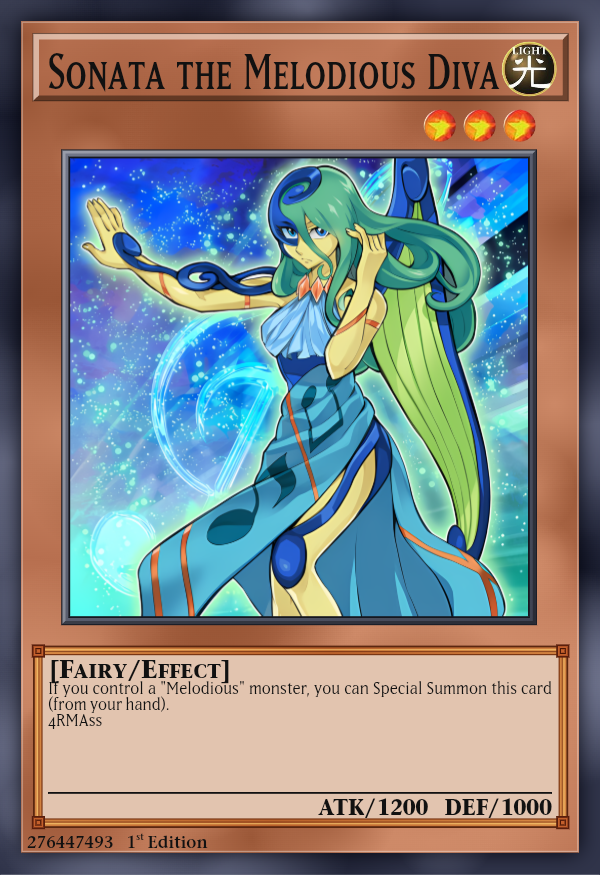 Sonata the Melodious Diva
LIGHT
光
[Fairy/Effect]
If you control a "Melodious" monster, you can Special Summon this card
(from your hand).
4RMAss
ATK/1200 DEF/1000
276447493 1st Edition